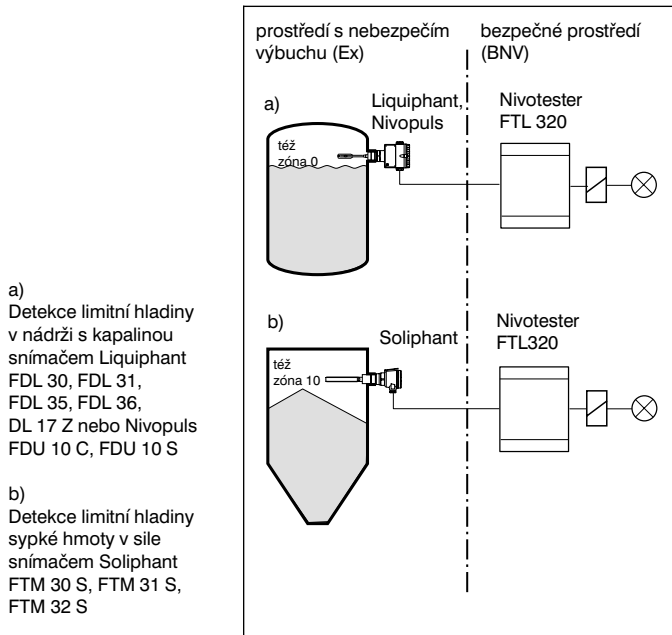 prostředí s nebezpečím
výbuchu (Ex)
bezpečné prostředí
(BNV)
a)
Liquiphant,
Nivopuls
Nivotester
FTL 320
též
zóna 0
b)
Soliphant
Nivotester
FTL320
též
zóna 10
a)
Detekce limitní hladiny
v nádrži s kapalinou
snímačem Liquiphant
FDL 30, FDL 31,
FDL 35, FDL 36,
DL 17 Z nebo Nivopuls
FDU 10 C, FDU 10 S
b)
Detekce limitní hladiny
sypké hmoty v sile
snímačem Soliphant
FTM 30 S, FTM 31 S,
FTM 32 S